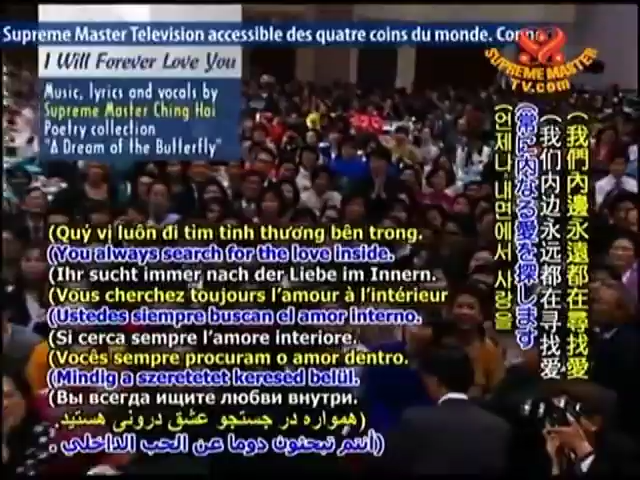 Supreme Master Television accessible des quatre coins du monde.
SUPREME MASTER
TV.com
I Will Forever Love You
Music, lyrics and vocals by
Supreme Master Ching Hai
Poetry collection
"A Dream of the Butterfly"
(Quý vị luôn đi tìm tình thương bên trong.
(You always search for the love inside.
(Ihr sucht immer nach der Liebe im Innern.
(Vous cherchez toujours l'amour à l'intérieur
(Ustedes siempre buscan el amor interno.
(Si cerca sempre l'amore interiore.
(Vocês sempre procuram o amor dentro.
(Mindig a szeretetet keresed belül.
(Вы всегда ищите любви внутри.
(همواره در جستجو عشق درونی هستید.
(أنتم تبحثون دوما عن الحب الداخلي .
(我們內邊永遠都在尋找愛
(我们内边永远都在寻找爱
(常に内なる愛を探します
(언제나 내면에서 사랑을